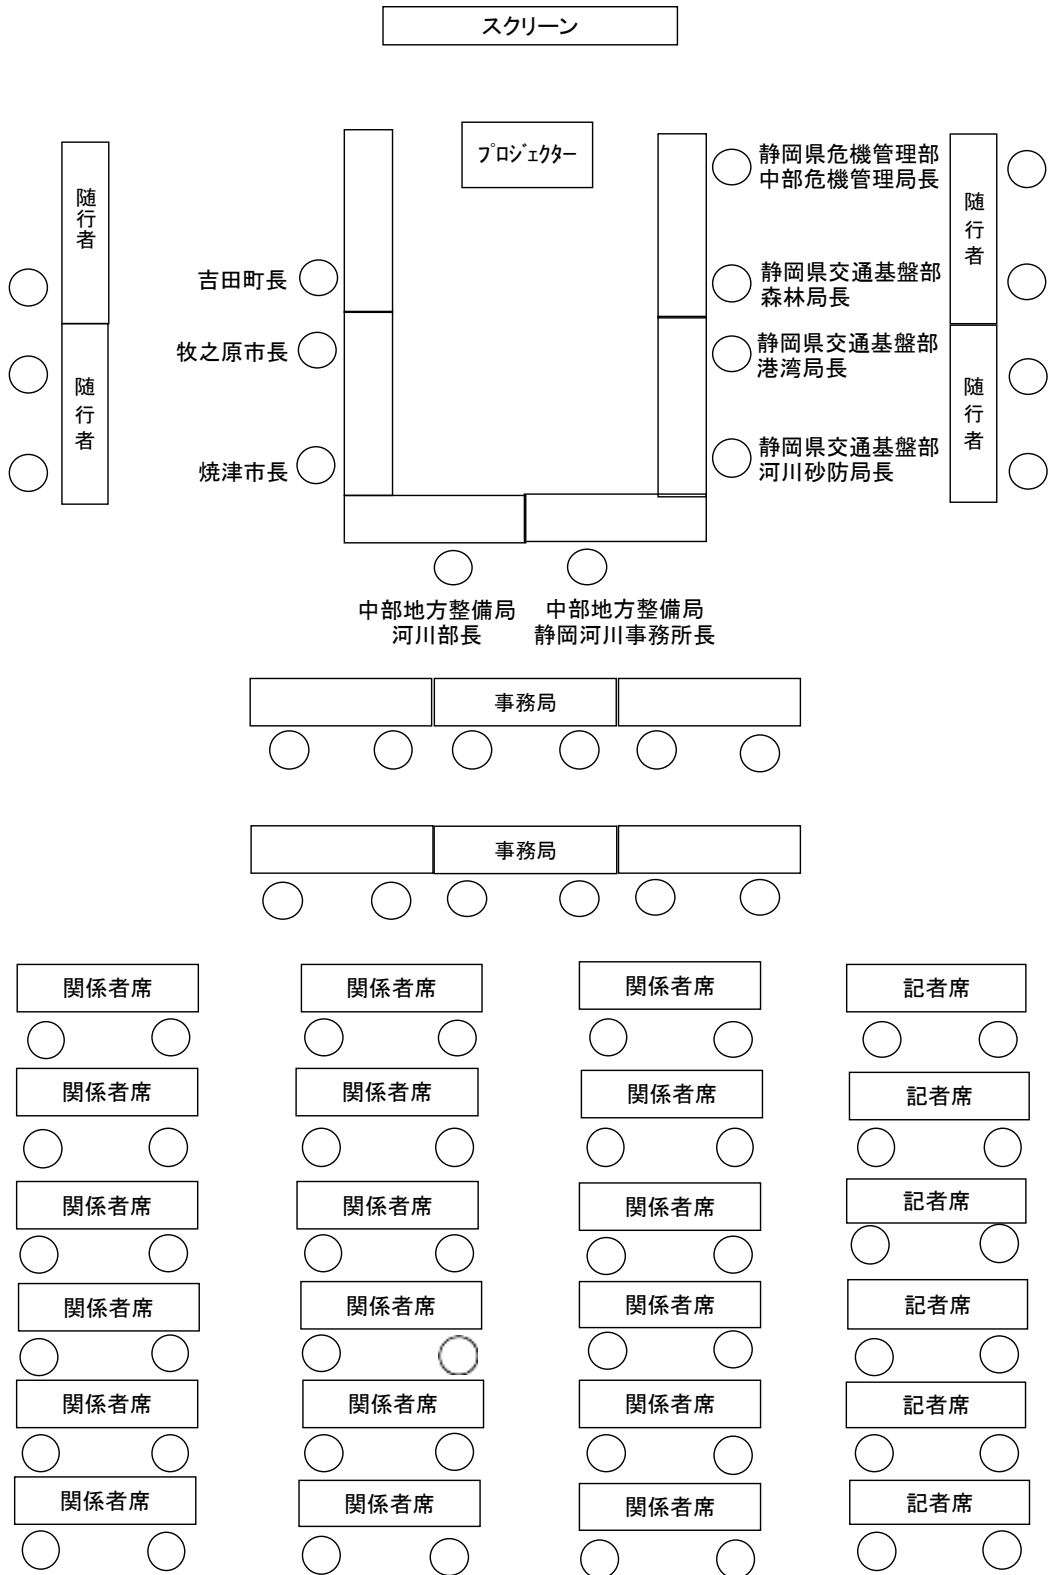 スクリーン
プロジェクター
随行者
随行者
吉田町長
牧之原市長
焼津市長
静岡県危機管理部
中部危機管理局長
静岡県交通基盤部
森林局長
静岡県交通基盤部
港湾局長
静岡県交通基盤部
河川砂防局長
随行者
随行者
中部地方整備局
河川部長
中部地方整備局
静岡河川事務所長
事務局
事務局
関係者席
関係者席
関係者席
記者席
関係者席
関係者席
関係者席
記者席
関係者席
関係者席
関係者席
記者席
関係者席
関係者席
関係者席
記者席
関係者席
関係者席
関係者席
記者席
関係者席
関係者席
関係者席
記者席